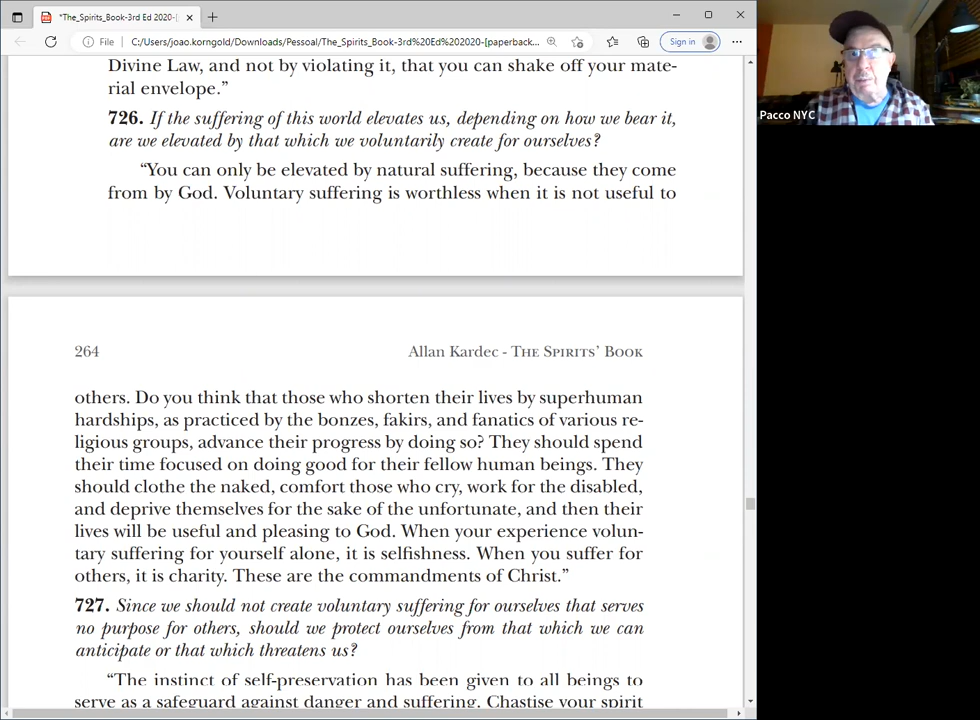 *The_Spirits_Book-3rd Ed 2020-[
Sign in
File
C:/Users/joao.korngold/Downloads/Pessoal/The_Spirits_Book-3rd%20Ed%202020-[paperback...
Divine Law, and not by violating it, that you can shake off your mate-
rial envelope.”
726. If the suffering of this world elevates us, depending on how we bear it,
are we elevated by that which we voluntarily create for ourselves?
“You can only be elevated by natural suffering, because they come
from by God. Voluntary suffering is worthless when it is not useful to
264
Allan Kardec - The Spirits’ Book
others. Do you think that those who shorten their lives by superhuman
hardships, as practiced by the bonzes, fakirs, and fanatics of various re-
ligious groups, advance their progress by doing so? They should spend
their time focused on doing good for their fellow human beings. They
should clothe the naked, comfort those who cry, work for the disabled,
and deprive themselves for the sake of the unfortunate, and then their
lives will be useful and pleasing to God. When your experience volun-
tary suffering for yourself alone, it is selfishness. When you suffer for
others, it is charity. These are the commandments of Christ.”
727. Since we should not create voluntary suffering for ourselves that serves
no purpose for others, should we protect ourselves from that which we can
anticipate or that which threatens us?
“The instinct of self-preservation has been given to all beings to
serve as a safeguard against danger and suffering. Chastise your spirit
Pacco NYC